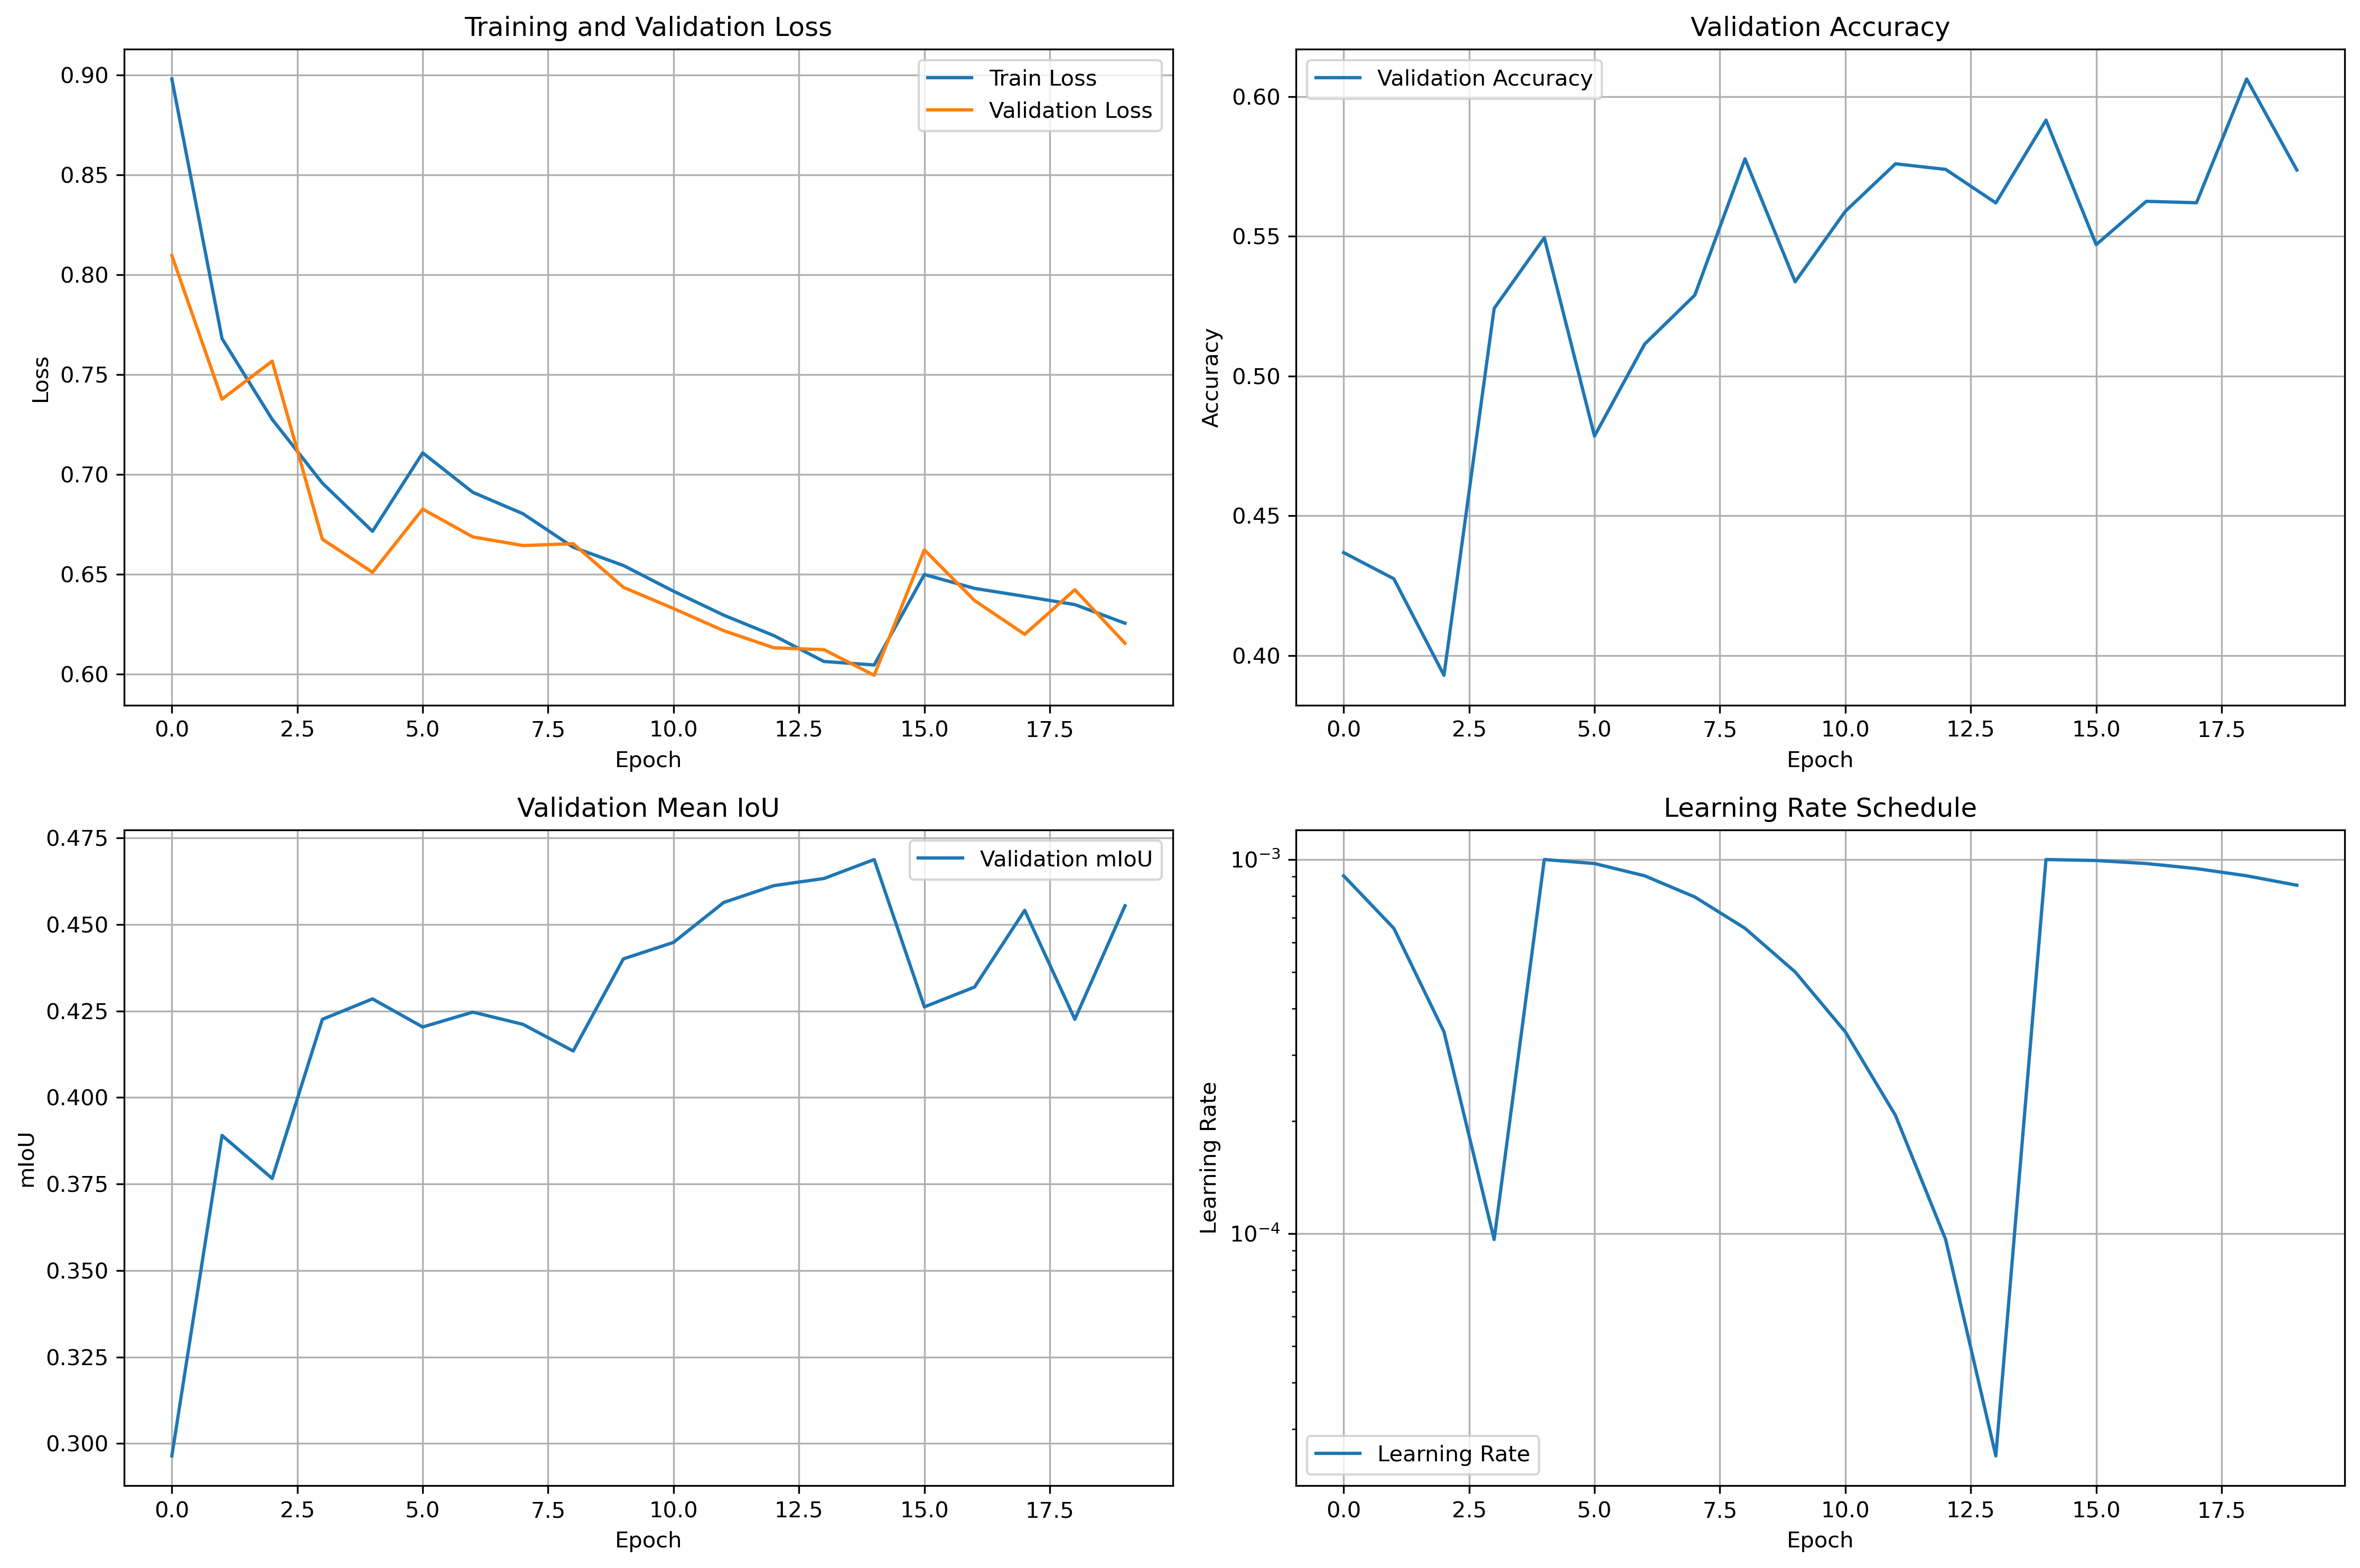 Training and Validation Loss
Train Loss
Validation Loss
0.90
0.85
0.80
0.75
0.70
0.65
0.60
Loss
0.0 2.5 5.0 7.5 10.0 12.5 15.0 17.5
Epoch
Validation Accuracy
Validation Accuracy
0.60
0.55
0.50
0.45
0.40
Accuracy
0.0 2.5 5.0 7.5 10.0 12.5 15.0 17.5
Epoch
Validation Mean IoU
Validation mIoU
0.475
0.450
0.425
0.400
0.375
0.350
0.325
0.300
mIoU
0.0 2.5 5.0 7.5 10.0 12.5 15.0 17.5
Epoch
Learning Rate Schedule
10⁻³
10⁻⁴
Learning Rate
Learning Rate
0.0 2.5 5.0 7.5 10.0 12.5 15.0 17.5
Epoch